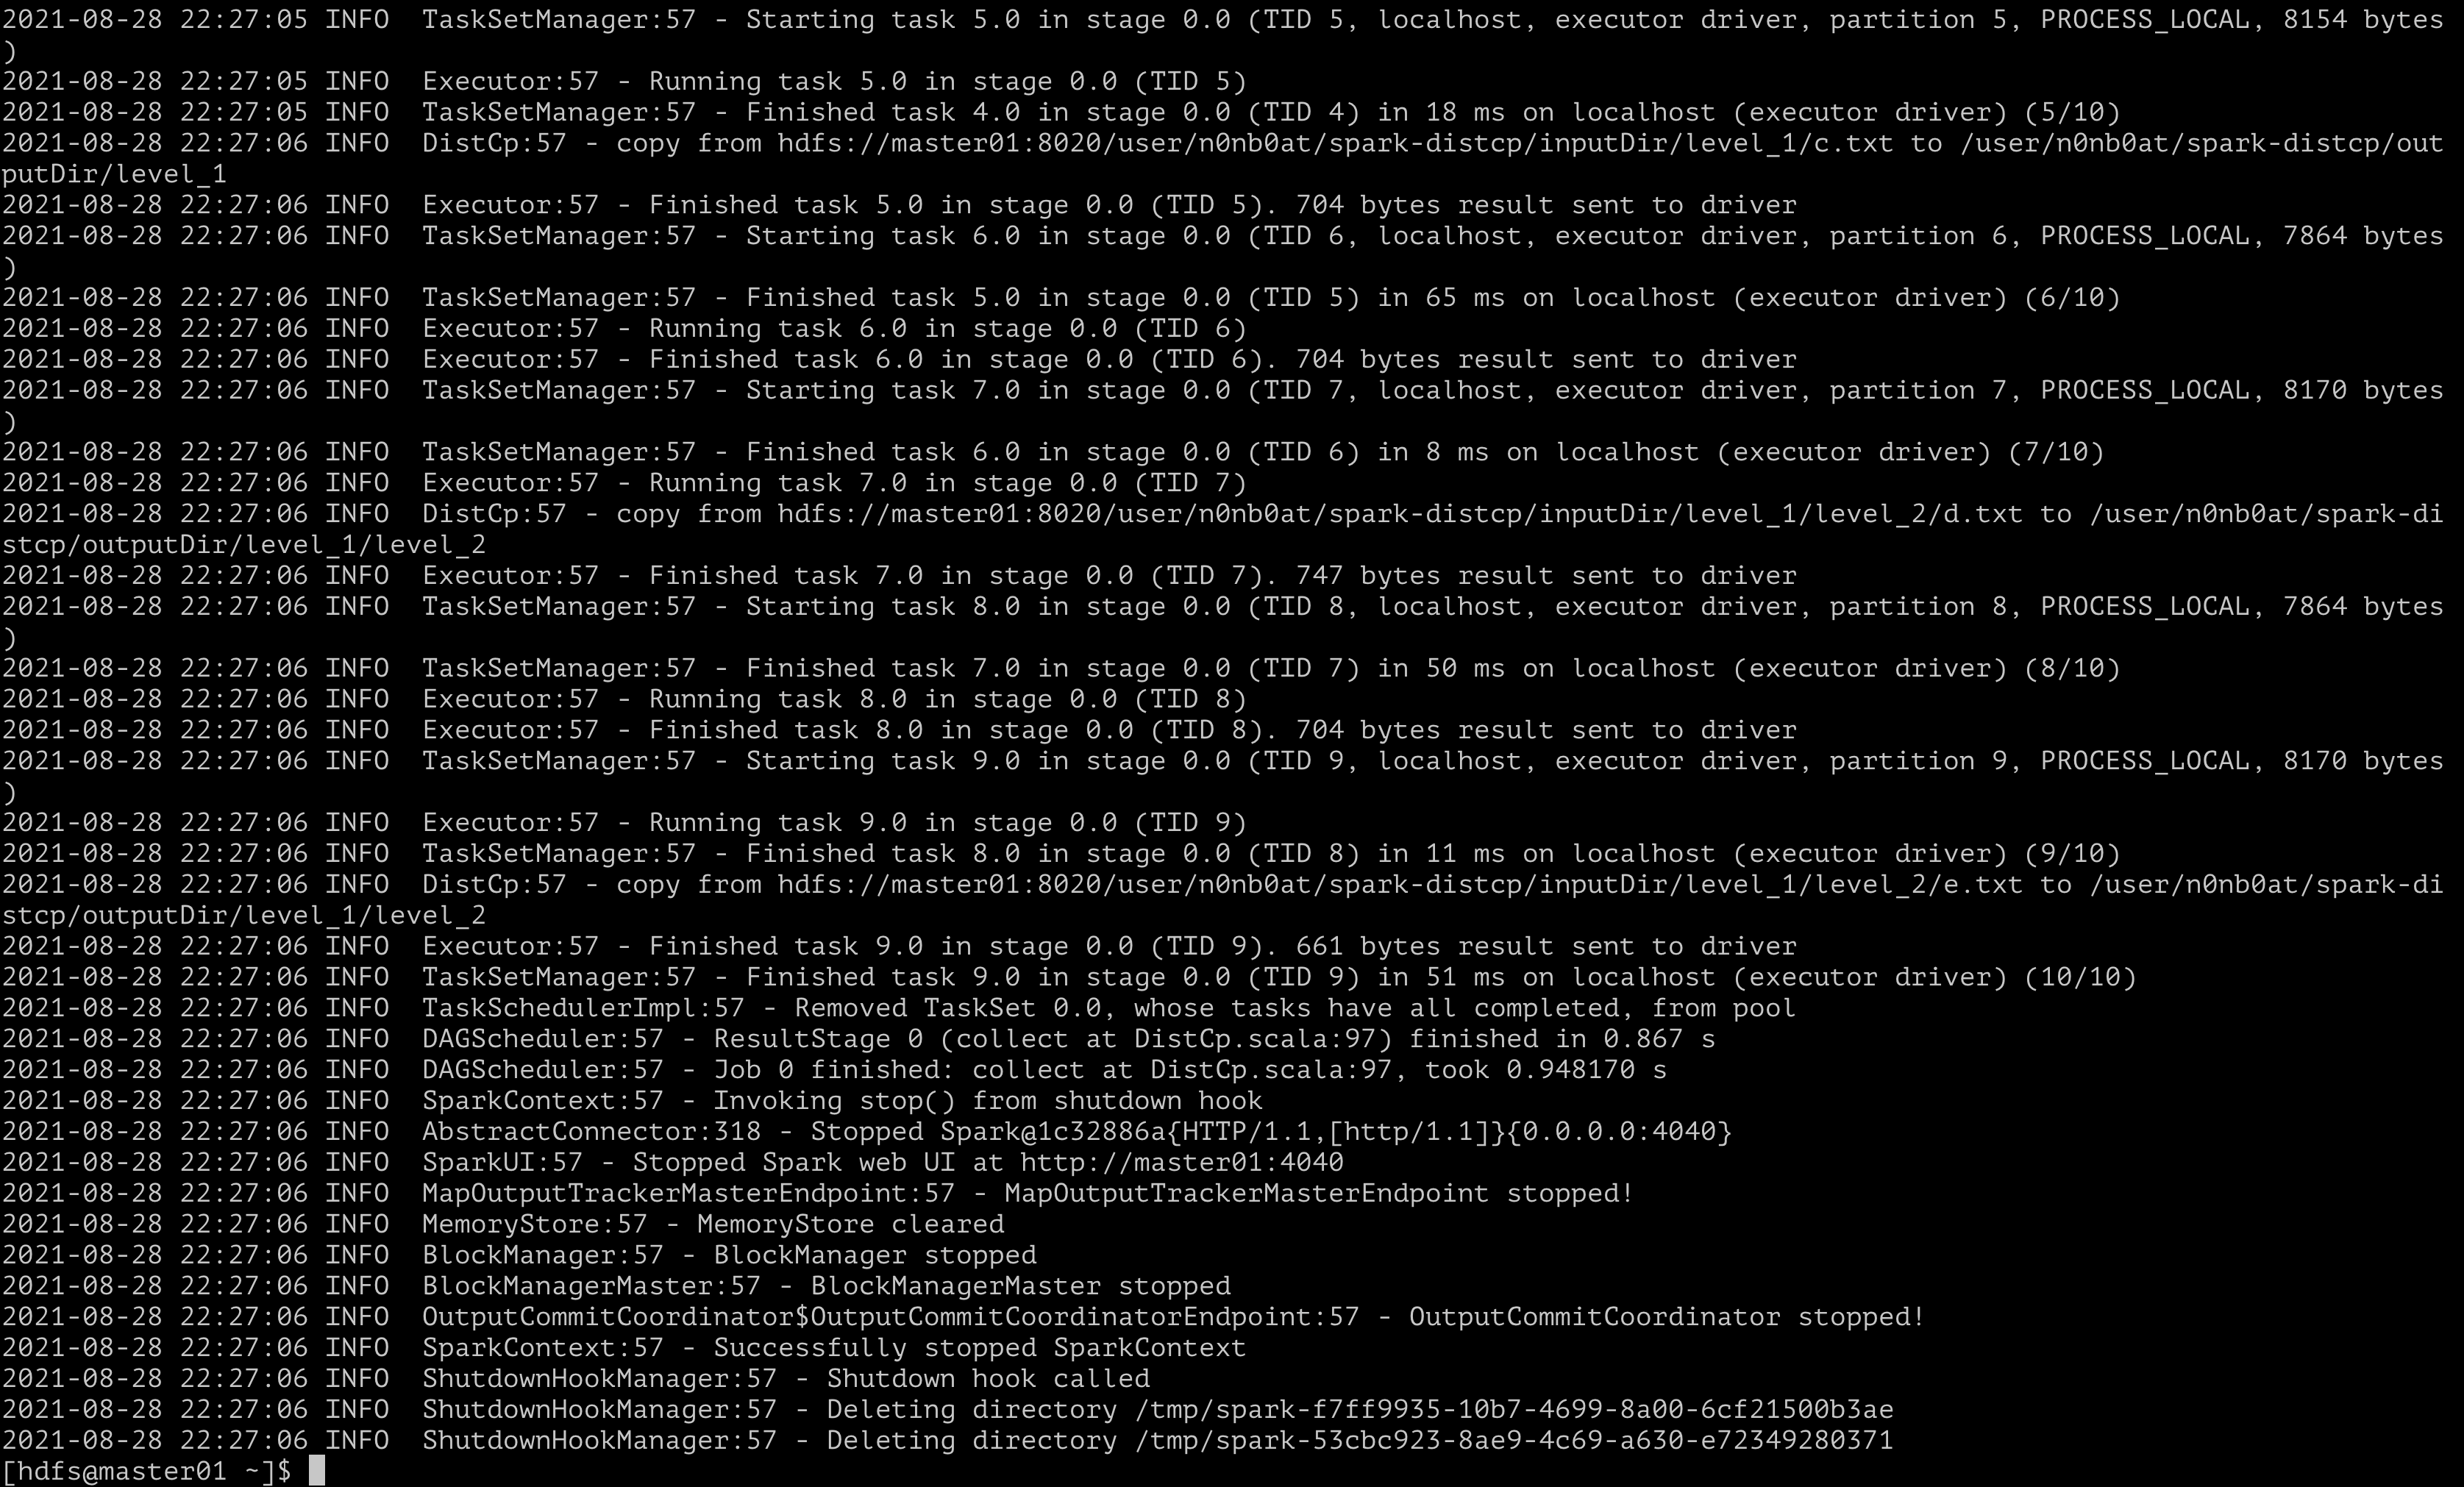 2021-08-28 22:27:05 INFO  TaskSetManager:57 - Starting task 5.0 in stage 0.0 (TID 5, localhost, executor driver, partition 5, PROCESS_LOCAL, 8154 bytes
)
2021-08-28 22:27:05 INFO  Executor:57 - Running task 5.0 in stage 0.0 (TID 5)
2021-08-28 22:27:05 INFO  TaskSetManager:57 - Finished task 4.0 in stage 0.0 (TID 4) in 18 ms on localhost (executor driver) (5/10)
2021-08-28 22:27:06 INFO  DistCp:57 - copy from hdfs://master01:8020/user/n0nb0at/spark-distcp/inputDir/level_1/c.txt to /user/n0nb0at/spark-distcp/out
putDir/level_1
2021-08-28 22:27:06 INFO  Executor:57 - Finished task 5.0 in stage 0.0 (TID 5). 704 bytes result sent to driver
2021-08-28 22:27:06 INFO  TaskSetManager:57 - Starting task 6.0 in stage 0.0 (TID 6, localhost, executor driver, partition 6, PROCESS_LOCAL, 7864 bytes
)
2021-08-28 22:27:06 INFO  TaskSetManager:57 - Finished task 5.0 in stage 0.0 (TID 5) in 65 ms on localhost (executor driver) (6/10)
2021-08-28 22:27:06 INFO  Executor:57 - Running task 6.0 in stage 0.0 (TID 6)
2021-08-28 22:27:06 INFO  Executor:57 - Finished task 6.0 in stage 0.0 (TID 6). 704 bytes result sent to driver
2021-08-28 22:27:06 INFO  TaskSetManager:57 - Starting task 7.0 in stage 0.0 (TID 7, localhost, executor driver, partition 7, PROCESS_LOCAL, 8170 bytes
)
2021-08-28 22:27:06 INFO  TaskSetManager:57 - Finished task 6.0 in stage 0.0 (TID 6) in 8 ms on localhost (executor driver) (7/10)
2021-08-28 22:27:06 INFO  Executor:57 - Running task 7.0 in stage 0.0 (TID 7)
2021-08-28 22:27:06 INFO  DistCp:57 - copy from hdfs://master01:8020/user/n0nb0at/spark-distcp/inputDir/level_1/level_2/d.txt to /user/n0nb0at/spark-di
stcp/outputDir/level_1/level_2
2021-08-28 22:27:06 INFO  Executor:57 - Finished task 7.0 in stage 0.0 (TID 7). 747 bytes result sent to driver
2021-08-28 22:27:06 INFO  TaskSetManager:57 - Starting task 8.0 in stage 0.0 (TID 8, localhost, executor driver, partition 8, PROCESS_LOCAL, 7864 bytes
)
2021-08-28 22:27:06 INFO  TaskSetManager:57 - Finished task 7.0 in stage 0.0 (TID 7) in 50 ms on localhost (executor driver) (8/10)
2021-08-28 22:27:06 INFO  Executor:57 - Running task 8.0 in stage 0.0 (TID 8)
2021-08-28 22:27:06 INFO  Executor:57 - Finished task 8.0 in stage 0.0 (TID 8). 704 bytes result sent to driver
2021-08-28 22:27:06 INFO  TaskSetManager:57 - Starting task 9.0 in stage 0.0 (TID 9, localhost, executor driver, partition 9, PROCESS_LOCAL, 8170 bytes
)
2021-08-28 22:27:06 INFO  Executor:57 - Running task 9.0 in stage 0.0 (TID 9)
2021-08-28 22:27:06 INFO  TaskSetManager:57 - Finished task 8.0 in stage 0.0 (TID 8) in 11 ms on localhost (executor driver) (9/10)
2021-08-28 22:27:06 INFO  DistCp:57 - copy from hdfs://master01:8020/user/n0nb0at/spark-distcp/inputDir/level_1/level_2/e.txt to /user/n0nb0at/spark-di
stcp/outputDir/level_1/level_2
2021-08-28 22:27:06 INFO  Executor:57 - Finished task 9.0 in stage 0.0 (TID 9). 661 bytes result sent to driver
2021-08-28 22:27:06 INFO  TaskSetManager:57 - Finished task 9.0 in stage 0.0 (TID 9) in 51 ms on localhost (executor driver) (10/10)
2021-08-28 22:27:06 INFO  TaskSchedulerImpl:57 - Removed TaskSet 0.0, whose tasks have all completed, from pool
2021-08-28 22:27:06 INFO  DAGScheduler:57 - ResultStage 0 (collect at DistCp.scala:97) finished in 0.867 s
2021-08-28 22:27:06 INFO  DAGScheduler:57 - Job 0 finished: collect at DistCp.scala:97, took 0.948170 s
2021-08-28 22:27:06 INFO  SparkContext:57 - Invoking stop() from shutdown hook
2021-08-28 22:27:06 INFO  AbstractConnector:318 - Stopped Spark@1c32886a{HTTP/1.1,[http/1.1]}{0.0.0.0:4040}
2021-08-28 22:27:06 INFO  SparkUI:57 - Stopped Spark web UI at http://master01:4040
2021-08-28 22:27:06 INFO  MapOutputTrackerMasterEndpoint:57 - MapOutputTrackerMasterEndpoint stopped!
2021-08-28 22:27:06 INFO  MemoryStore:57 - MemoryStore cleared
2021-08-28 22:27:06 INFO  BlockManager:57 - BlockManager stopped
2021-08-28 22:27:06 INFO  BlockManagerMaster:57 - BlockManagerMaster stopped
2021-08-28 22:27:06 INFO  OutputCommitCoordinator$OutputCommitCoordinatorEndpoint:57 - OutputCommitCoordinator stopped!
2021-08-28 22:27:06 INFO  SparkContext:57 - Successfully stopped SparkContext
2021-08-28 22:27:06 INFO  ShutdownHookManager:57 - Shutdown hook called
2021-08-28 22:27:06 INFO  ShutdownHookManager:57 - Deleting directory /tmp/spark-f7ff9935-10b7-4699-8a00-6cf21500b3ae
2021-08-28 22:27:06 INFO  ShutdownHookManager:57 - Deleting directory /tmp/spark-53cbc923-8ae9-4c69-a630-e72349280371
[hdfs@master01 ~]$